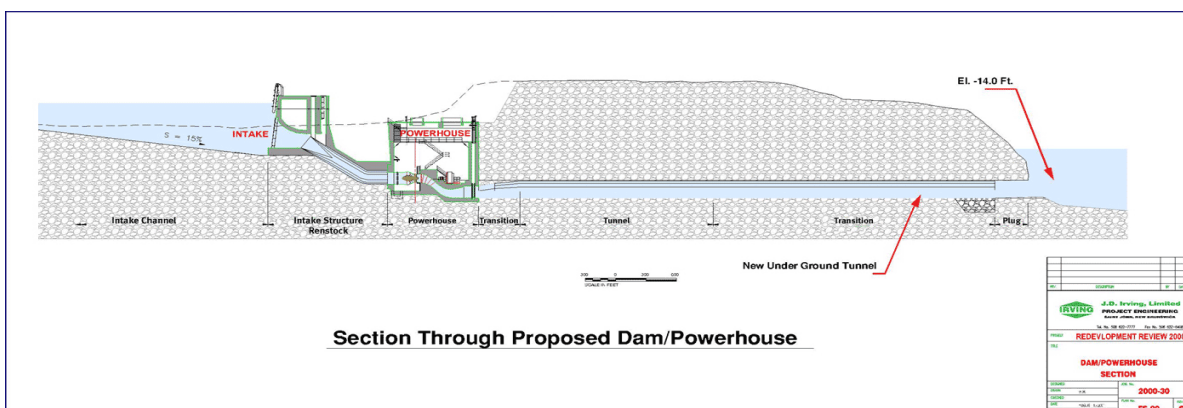 El. -14.0 Ft.
INTAKE
POWERHOUSE
S = 15%
Intake Channel
Intake Structure
Renstock
Powerhouse
Transition
Tunnel
Transition
Plug
New Under Ground Tunnel
SCALE IN FEET
Section Through Proposed Dam/Powerhouse
IRVING
J.D. Irving, Limited
PROJECT ENGINEERING
REDEVLOPMENT REVIEW 2000
DAM/POWERHOUSE
SECTION
2000-30